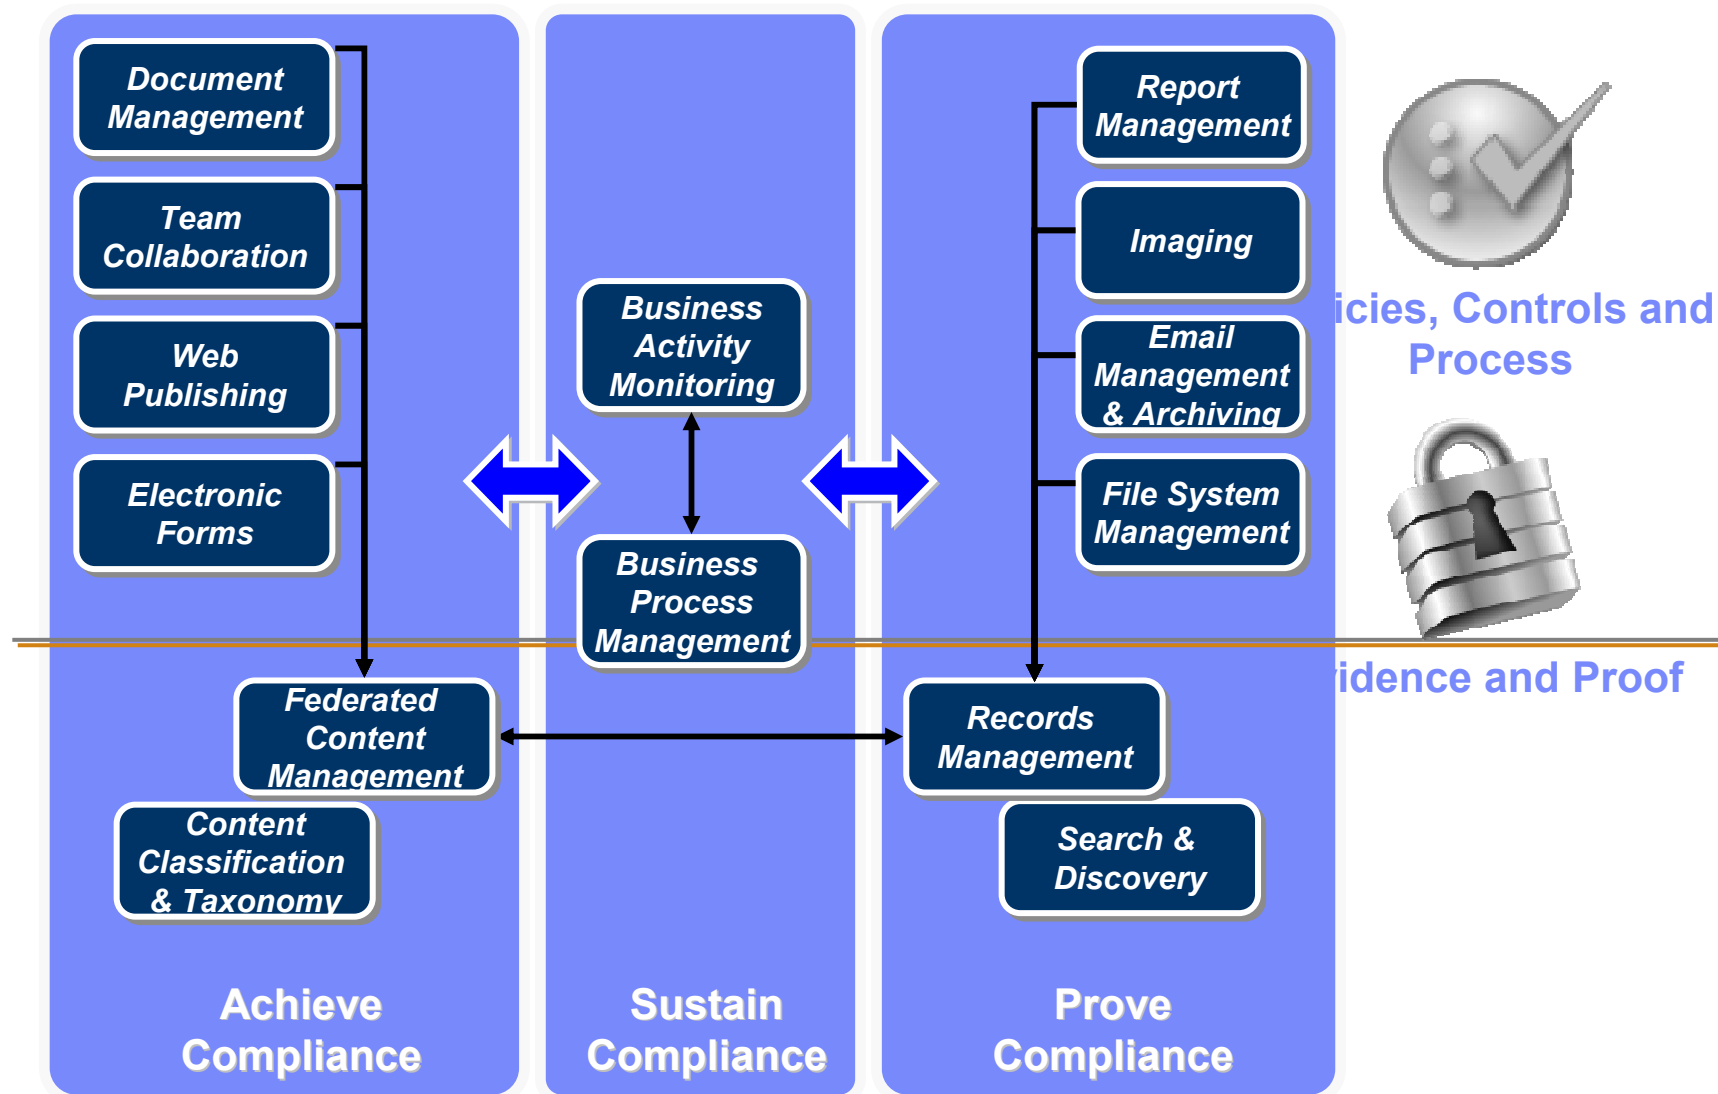 Document
Management
Team
Collaboration
Web
Publishing
Electronic
Forms
Federated
Content
Management
Content
Classification
& Taxonomy
Achieve
Compliance
Business
Activity
Monitoring
Business
Process
Management
Sustain
Compliance
Report
Management
Imaging
Email
Management
& Archiving
File System
Management
Records
Management
Search &
Discovery
Prove
Compliance
icies, Controls and
Process
idence and Proof